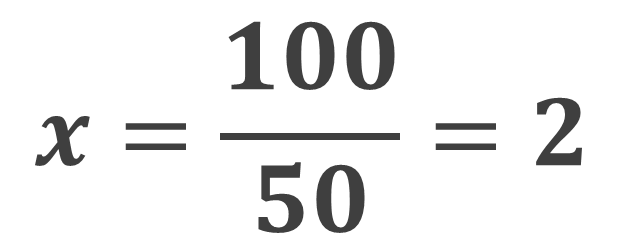 x = 100/50 = 2